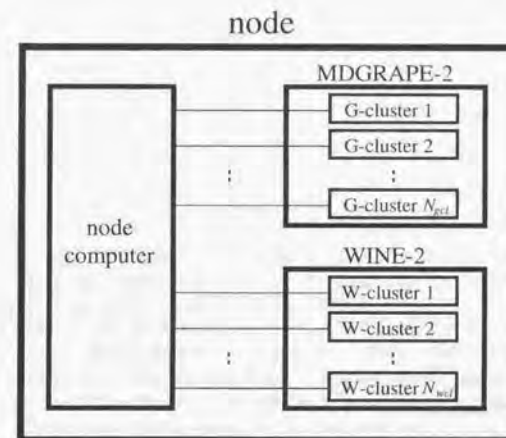 node
MDGRAPE-2
G-cluster 1
G-cluster 2
G-cluster N_gcl
node
computer
WINE-2
W-cluster 1
W-cluster 2
W-cluster N_wcl